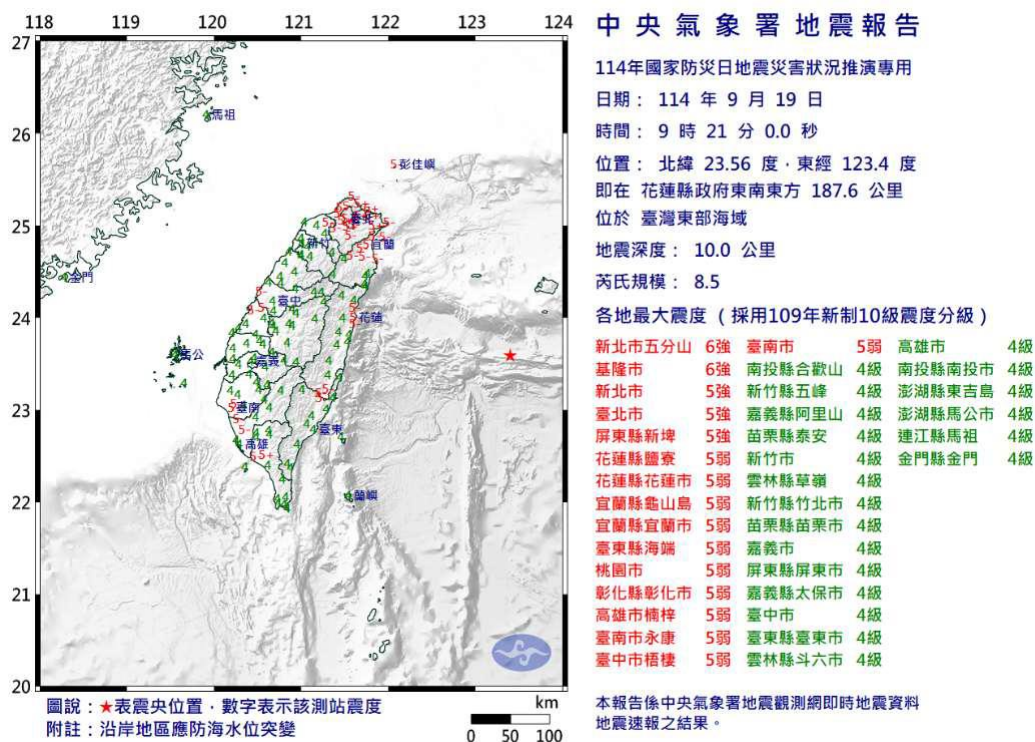 中央氣象署地震報告
114年國家防災日地震災害狀況推演專用
日期： 114 年 9 月 19 日
時間： 9 時 21 分 0.0 秒
位置： 北緯 23.56 度．東經 123.4 度
即在 花蓮縣政府東南東方 187.6 公里
位於 臺灣東部海域
地震深度： 10.0 公里
芮氏規模： 8.5
各地最大震度（採用109年新制10級震度分級）
新北市五分山 6強 臺南市 5弱 高雄市 4級
基隆市 6強 南投縣合歡山 4級 南投縣南投市 4級
新北市 5強 新竹縣五峰 4級 澎湖縣東吉島 4級
臺北市 5強 嘉義縣阿里山 4級 澎湖縣馬公市 4級
屏東縣新埤 5強 苗栗縣泰安 4級 連江縣馬祖 4級
花蓮縣鹽寮 5弱 新竹市 4級 金門縣金門 4級
花蓮縣花蓮市 5弱 雲林縣草嶺 4級
宜蘭縣龜山島 5弱 新竹縣竹北市 4級
宜蘭縣宜蘭市 5弱 苗栗縣苗栗市 4級
臺東縣海端 5弱 嘉義市 4級
桃園市 5弱 屏東縣屏東市 4級
彰化縣彰化市 5弱 嘉義縣太保市 4級
高雄市楠梓 5弱 臺中市 4級
臺南市永康 5弱 臺東縣臺東市 4級
臺中市梧棲 5弱 雲林縣斗六市 4級
本報告係中央氣象署地震觀測網即時地震資料
地震速報之結果。
118 119 120 121 122 123 124
27
26
25
24
23
22
21
20
馬祖
彭佳嶼
臺北
新竹
宜蘭
金門
臺中
花蓮
馬公
嘉義
臺南
臺東
高雄
蘭嶼
圖說：★表震央位置．數字表示該測站震度
附註：沿岸地區應防海水位突變
km
0 50 100